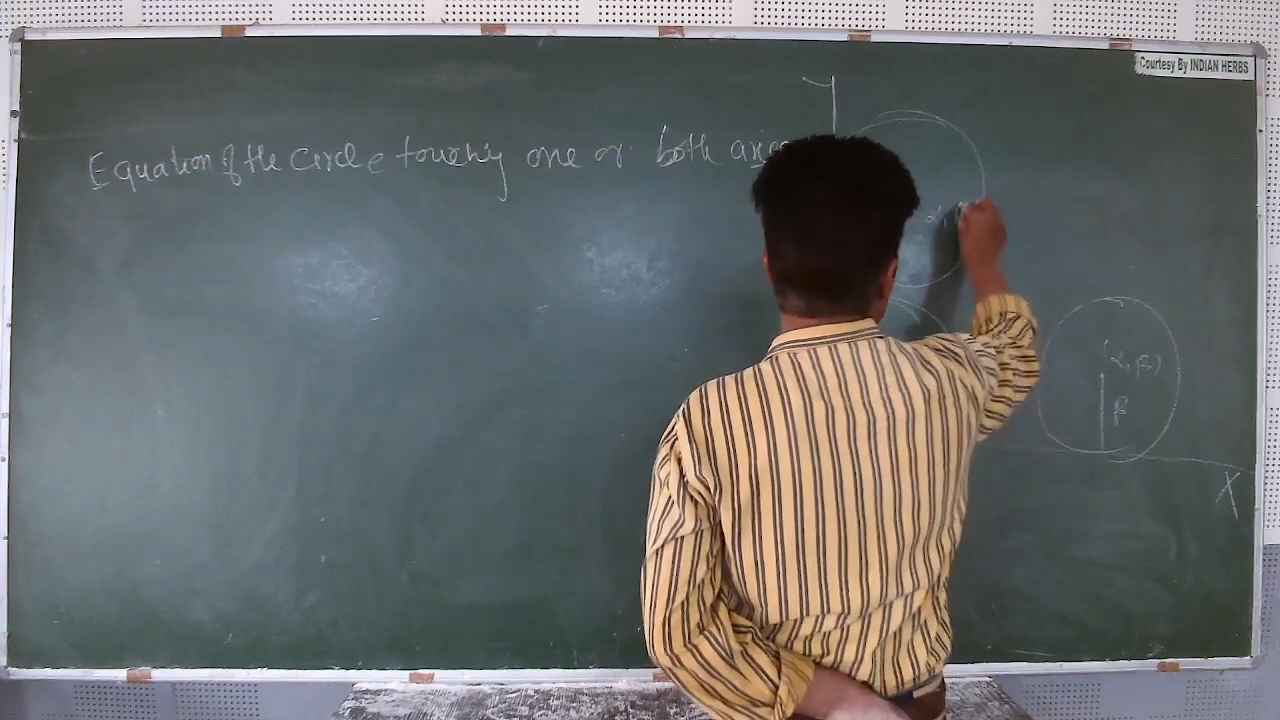 Courtesy By INDIAN HERBS
Equation of the Circle touching one or both axes
Y
α,
(α, β)
β
X